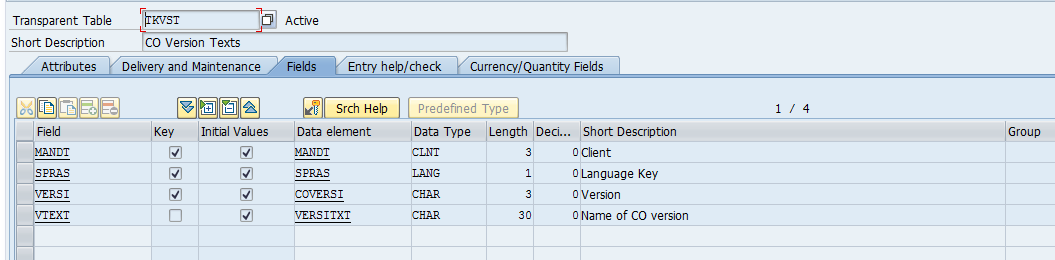 Transparent Table TKVST Active
Short Description CO Version Texts
Attributes Delivery and Maintenance Fields Entry help/check Currency/Quantity Fields
Srch Help Predefined Type 1 / 4
Field Key Initial Values Data element Data Type Length Deci... Short Description Group
MANDT MANDT CLNT 3 0 Client
SPRAS SPRAS LANG 1 0 Language Key
VERSI COVERSI CHAR 3 0 Version
VTEXT VERSITXT CHAR 30 0 Name of CO version